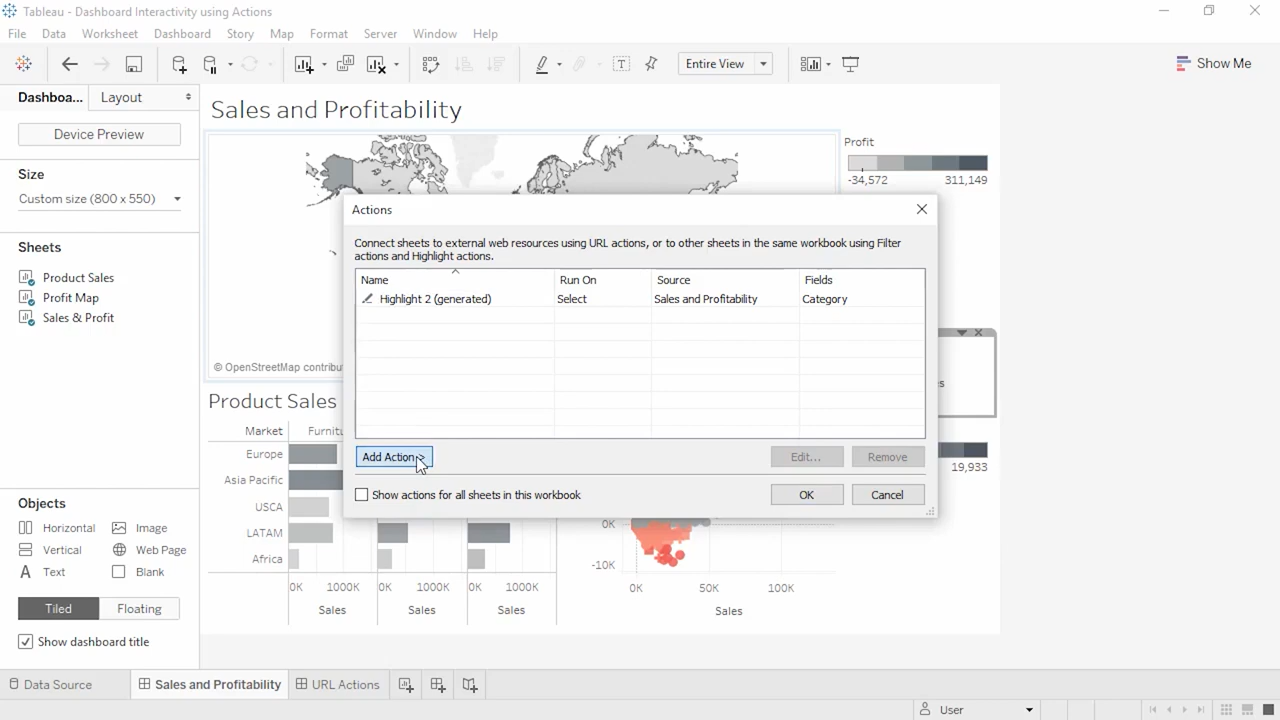 Tableau - Dashboard Interactivity using Actions
File Data Worksheet Dashboard Story Map Format Server Window Help
Entire View
Show Me
Dashboa... Layout
Device Preview
Size
Custom size (800 x 550)
Sheets
Product Sales
Profit Map
Sales & Profit
Objects
Horizontal Image
Vertical Web Page
Text Blank
Tiled Floating
Show dashboard title
Sales and Profitability
Profit
-34,572 311,149
Actions
Connect sheets to external web resources using URL actions, or to other sheets in the same workbook using Filter
actions and Highlight actions.
Name Run On Source Fields
Highlight 2 (generated) Select Sales and Profitability Category
Add Action >
Edit... Remove
Show actions for all sheets in this workbook
OK Cancel
© OpenStreetMap contribu
Product Sales
Market Furnitu
Europe
Asia Pacific
USCA
LATAM
Africa
0K 1000K 0K 1000K 0K 1000K
Sales Sales Sales
19,933
0K
-10K
0K 50K 100K
Sales
Data Source Sales and Profitability URL Actions
User